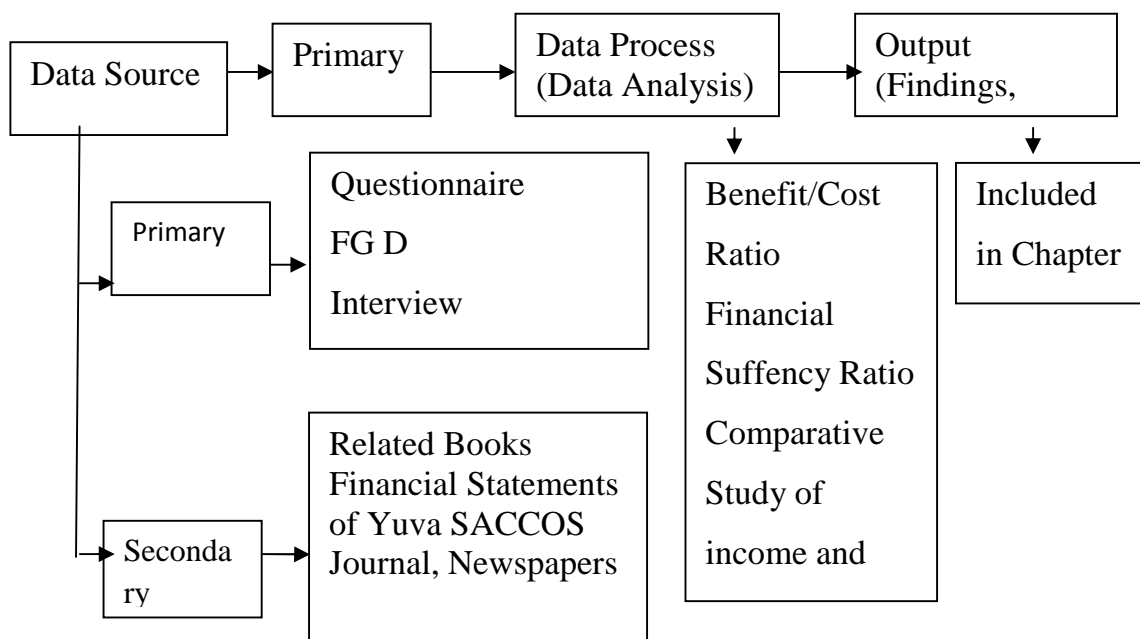 Data Source
Primary
Data Process
(Data Analysis)
Output
(Findings,
Primary
Questionnaire
FG D
Interview
Benefit/Cost
Ratio
Financial
Suffency Ratio
Comparative
Study of
income and
Included
in Chapter
Seconda
ry
Related Books
Financial Statements
of Yuva SACCOS
Journal, Newspapers